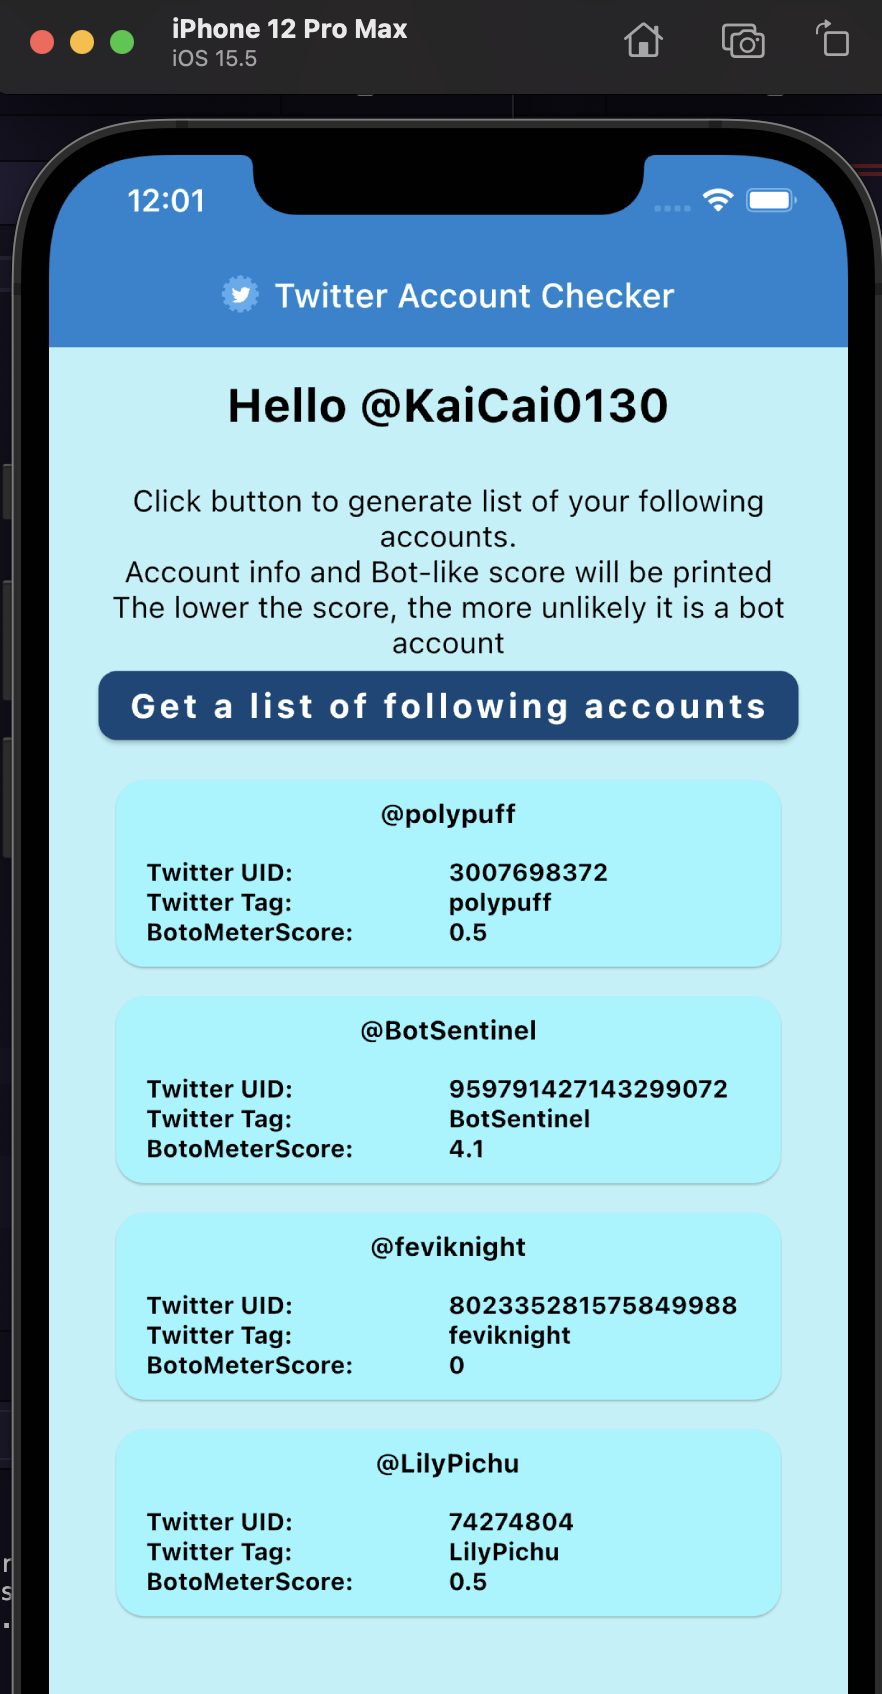 iPhone 12 Pro Max
iOS 15.5
12:01
Twitter Account Checker
Hello @KaiCai0130
Click button to generate list of your following
accounts.
Account info and Bot-like score will be printed
The lower the score, the more unlikely it is a bot
account
Get a list of following accounts
@polypuff
Twitter UID: 3007698372
Twitter Tag: polypuff
BotoMeterScore: 0.5
@BotSentinel
Twitter UID: 959791427143299072
Twitter Tag: BotSentinel
BotoMeterScore: 4.1
@feviknight
Twitter UID: 802335281575849988
Twitter Tag: feviknight
BotoMeterScore: 0
@LilyPichu
Twitter UID: 74274804
Twitter Tag: LilyPichu
BotoMeterScore: 0.5